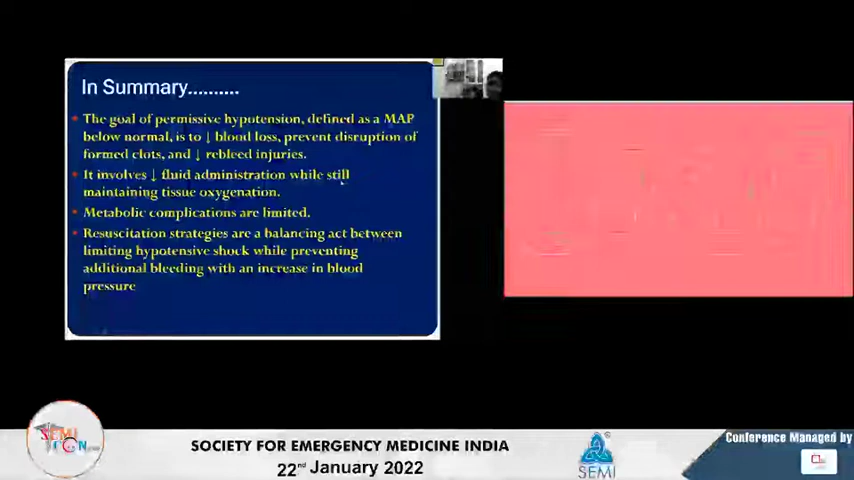 In Summary..........
The goal of permissive hypotension, defined as a MAP
below normal, is to ↓ blood loss, prevent disruption of
formed clots, and ↓ rebleed injuries.
It involves ↓ fluid administration while still
maintaining tissue oxygenation.
Metabolic complications are limited.
Resuscitation strategies are a balancing act between
limiting hypotensive shock while preventing
additional bleeding with an increase in blood
pressure
SOCIETY FOR EMERGENCY MEDICINE INDIA
22nd January 2022
SEMI
Conference Managed by